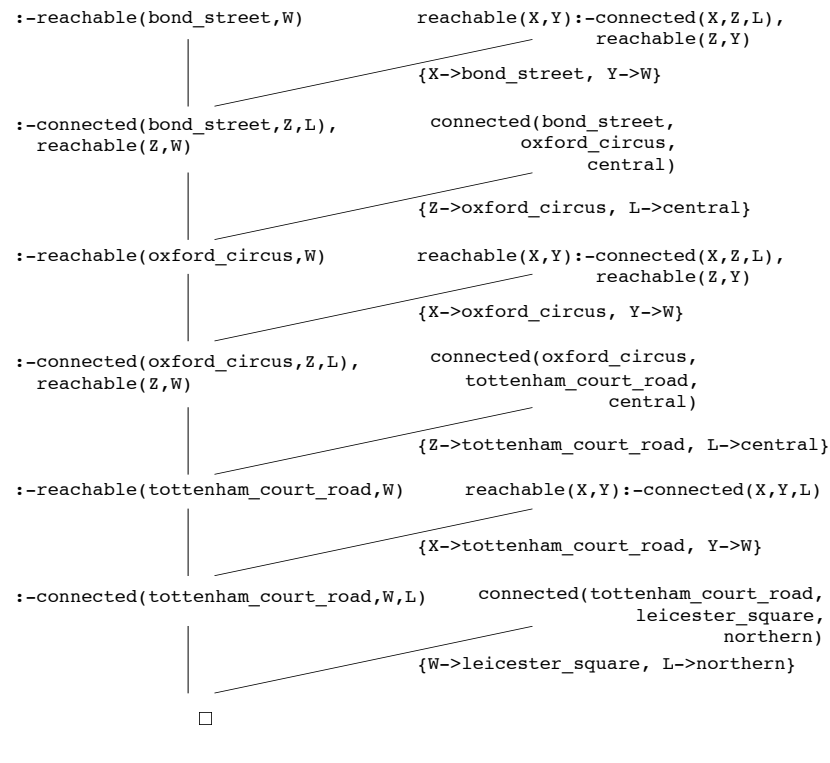 :-reachable(bond_street,W)
reachable(X,Y):-connected(X,Z,L),
reachable(Z,Y)
{X->bond_street, Y->W}
:-connected(bond_street,Z,L),
reachable(Z,W)
connected(bond_street,
oxford_circus,
central)
{Z->oxford_circus, L->central}
:-reachable(oxford_circus,W)
reachable(X,Y):-connected(X,Z,L),
reachable(Z,Y)
{X->oxford_circus, Y->W}
:-connected(oxford_circus,Z,L),
reachable(Z,W)
connected(oxford_circus,
tottenham_court_road,
central)
{Z->tottenham_court_road, L->central}
:-reachable(tottenham_court_road,W)
reachable(X,Y):-connected(X,Y,L)
{X->tottenham_court_road, Y->W}
:-connected(tottenham_court_road,W,L)
connected(tottenham_court_road,
leicester_square,
northern)
{W->leicester_square, L->northern}